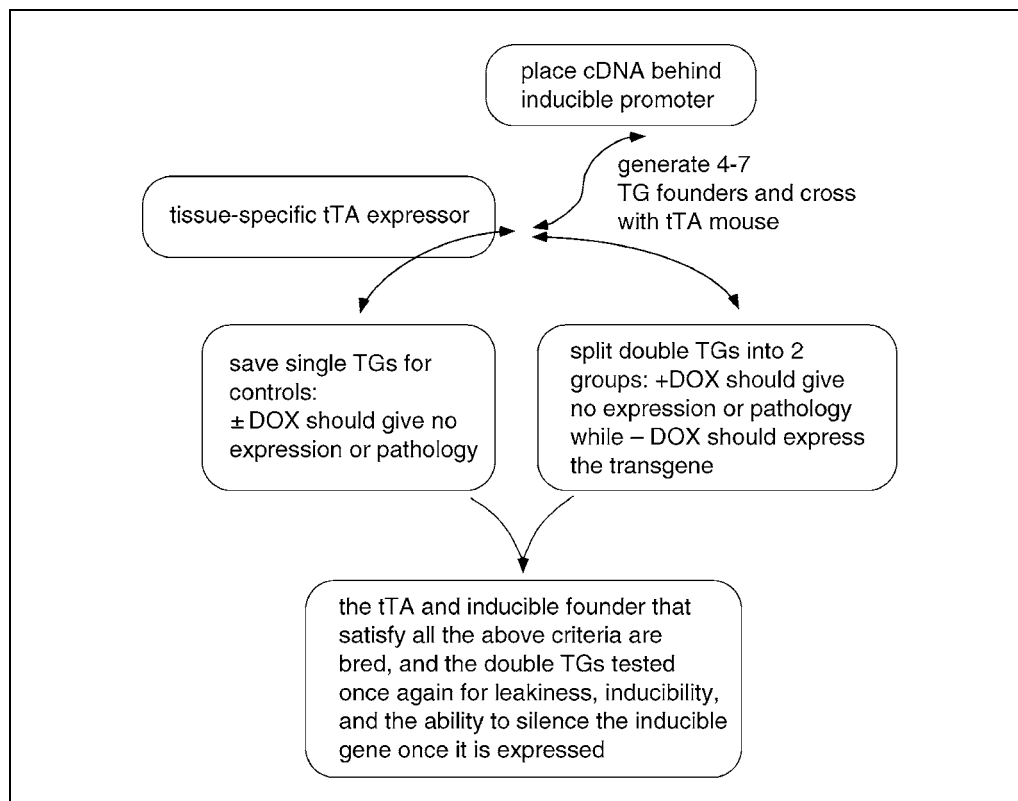 place cDNA behind
inducible promoter
generate 4-7
TG founders and cross
with tTA mouse
tissue-specific tTA expressor
save single TGs for
controls:
± DOX should give no
expression or pathology
split double TGs into 2
groups: +DOX should give
no expression or pathology
while – DOX should express
the transgene
the tTA and inducible founder that
satisfy all the above criteria are
bred, and the double TGs tested
once again for leakiness, inducibility,
and the ability to silence the inducible
gene once it is expressed